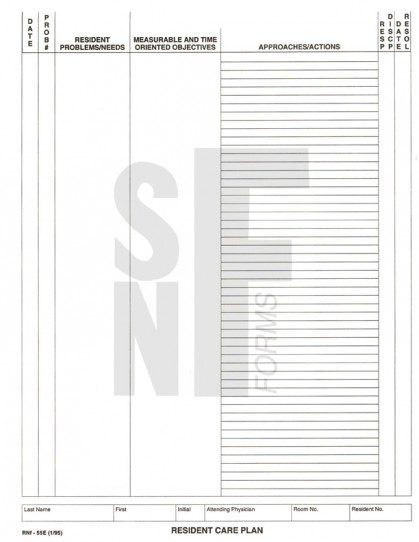 DATE
PROB#
RESIDENT PROBLEMS/NEEDS
MEASURABLE AND TIME ORIENTED OBJECTIVES
APPROACHES/ACTIONS
RESP DISCP
DATE RESOL
SNF
FORMS
Last Name First Initial Attending Physician Room No. Resident No.
RNf - 55E (1/95) RESIDENT CARE PLAN